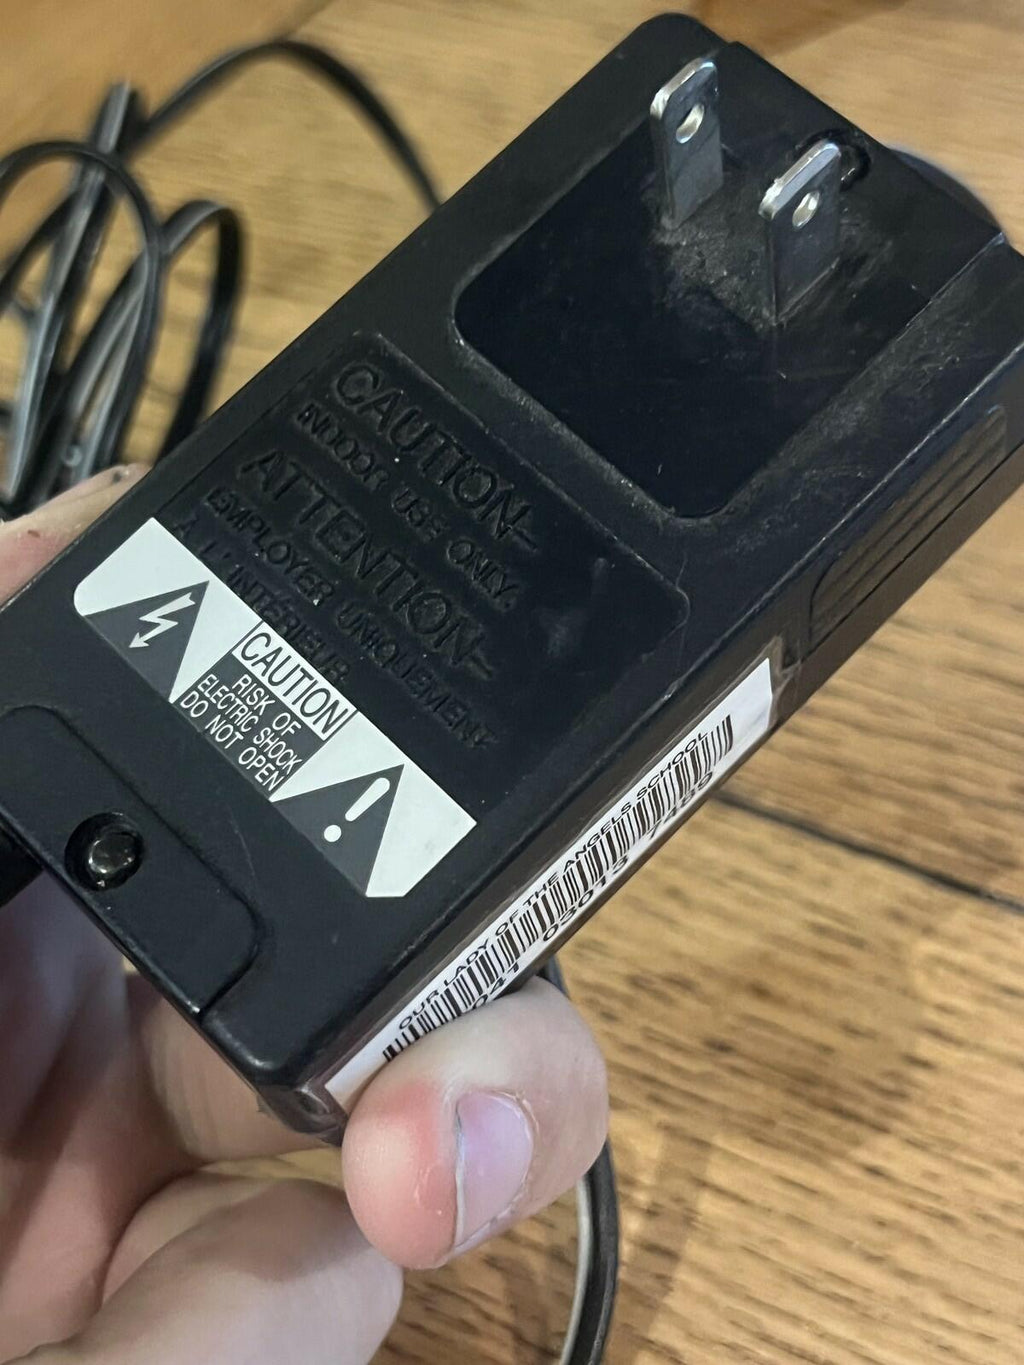 CAUTION-
INDOOR USE ONLY.
ATTENTION-
EMPLOYER UNIQUEMENT
À L' INTÉRIEUR.
CAUTION
RISK OF
ELECTRIC SHOCK
DO NOT OPEN
OUR LADY OF THE ANGELS SCHOOL